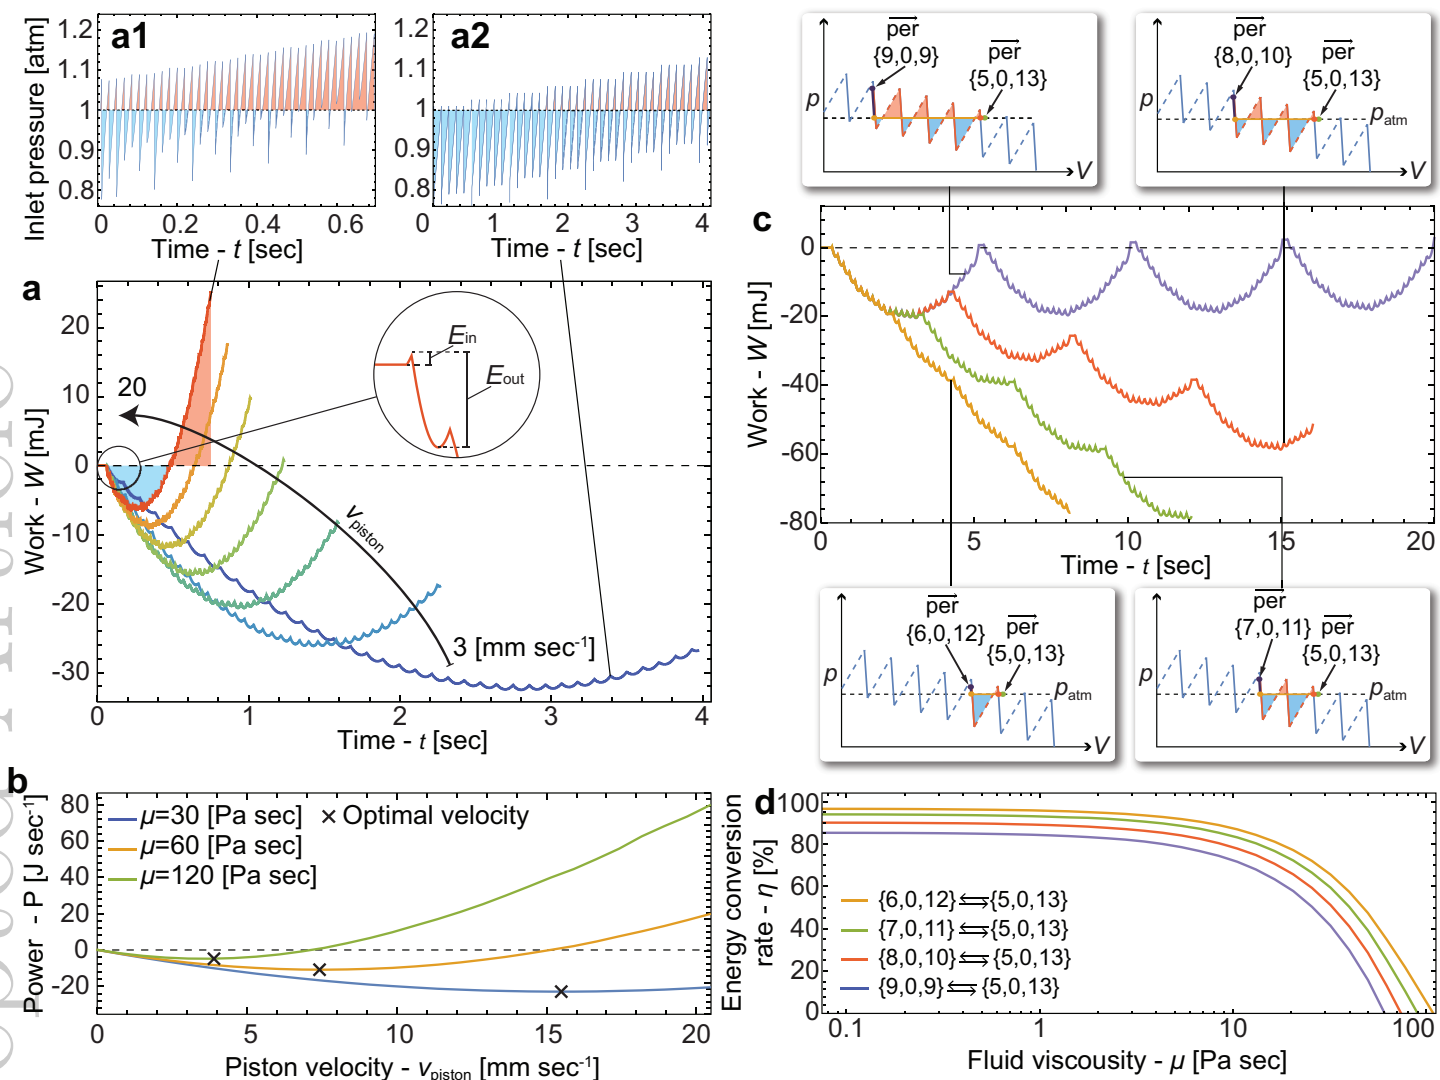 a1
Inlet pressure [atm]
1.2
1.1
1
0.9
0.8
0
0.2
0.4
0.6
Time - t [sec]
a2
1.2
1.1
1
0.9
0.8
0
1
2
3
4
Time - t [sec]
a
Work - W [mJ]
20
10
0
-10
-20
-30
0
1
2
3
4
Time - t [sec]
20
v_piston
3 [mm sec⁻¹]
E_in
E_out
b
Power - P [J sec⁻¹]
80
60
40
20
0
-20
μ=30 [Pa sec]
× Optimal velocity
μ=60 [Pa sec]
μ=120 [Pa sec]
0
5
10
15
20
Piston velocity - v_piston [mm sec⁻¹]
per
{9,0,9}
per
{5,0,13}
p
V
per
{8,0,10}
per
{5,0,13}
p
p_atm
V
c
Work - W [mJ]
0
-20
-40
-60
-80
0
5
10
15
20
Time - t [sec]
per
{6,0,12}
per
{5,0,13}
p
p_atm
V
per
{7,0,11}
per
{5,0,13}
p
p_atm
V
d
Energy conversion
rate - η [%]
100
80
60
40
20
0
{6,0,12}⇐⇒{5,0,13}
{7,0,11}⇐⇒{5,0,13}
{8,0,10}⇐⇒{5,0,13}
{9,0,9}⇐⇒{5,0,13}
0.1
1
10
100
Fluid viscousity - μ [Pa sec]